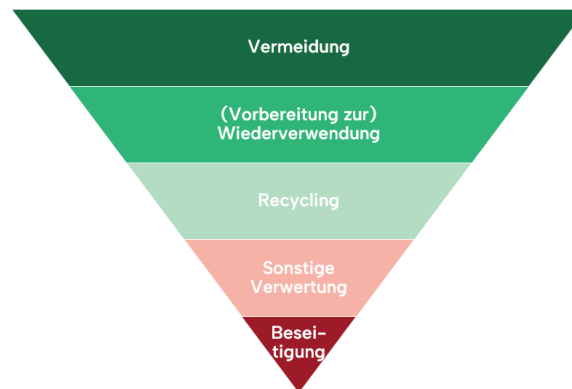 Vermeidung
(Vorbereitung zur)
Wiederverwendung
Recycling
Sonstige
Verwertung
Besei-
tigung